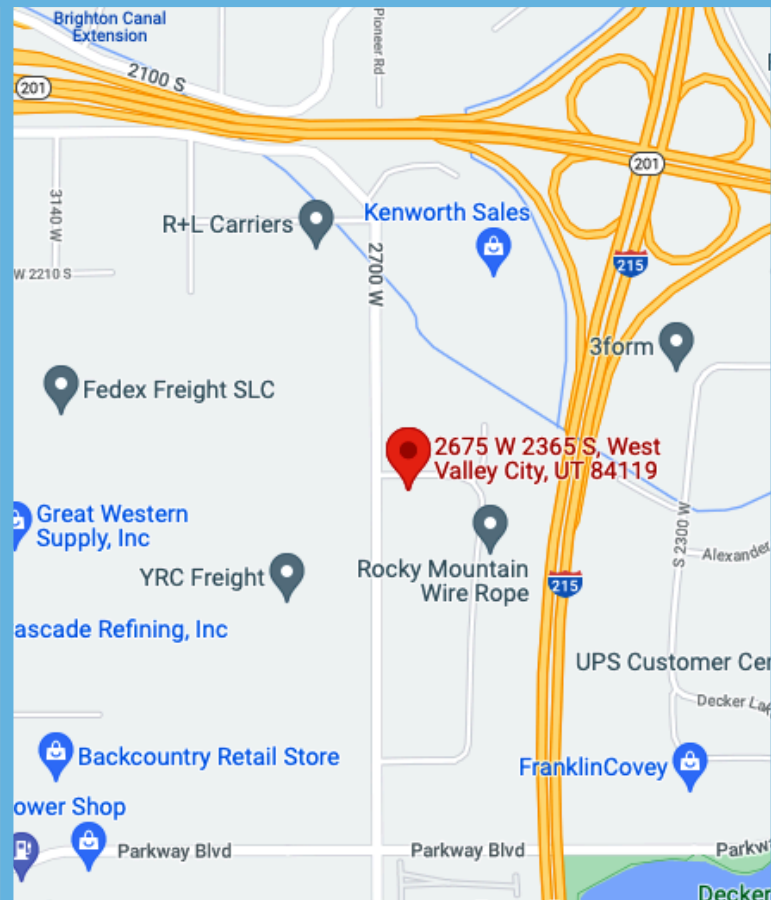 Brighton Canal
Extension
Pioneer Rd
2100 S
201
201
3140 W
R+L Carriers
Kenworth Sales
W 2210 S
2700 W
215
3form
Fedex Freight SLC
2675 W 2365 S, West
Valley City, UT 84119
Great Western
Supply, Inc
S 2300 W
Alexander
YRC Freight
Rocky Mountain
Wire Rope
215
ascade Refining, Inc
UPS Customer Cer
Decker La
Backcountry Retail Store
FranklinCovey
ower Shop
Parkway Blvd
Parkway Blvd
Parkw
Decker